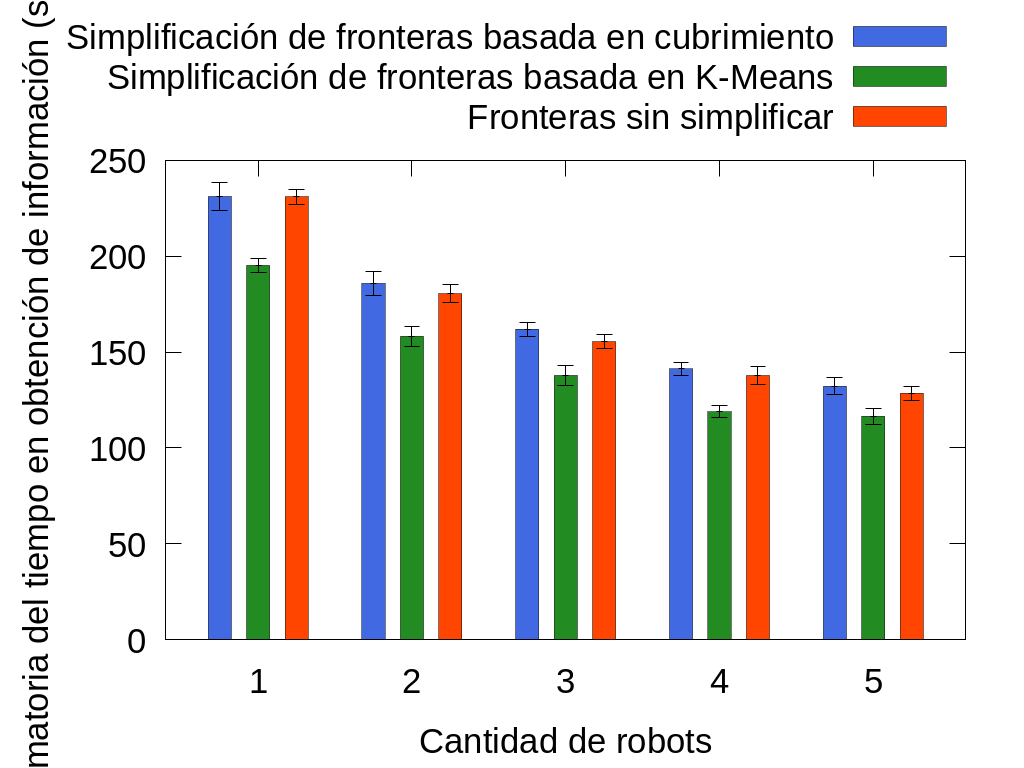 Simplificación de fronteras basada en cubrimiento
Simplificación de fronteras basada en K-Means
Fronteras sin simplificar
matoria del tiempo en obtención de información (s
250
200
150
100
50
0
1 2 3 4 5
Cantidad de robots